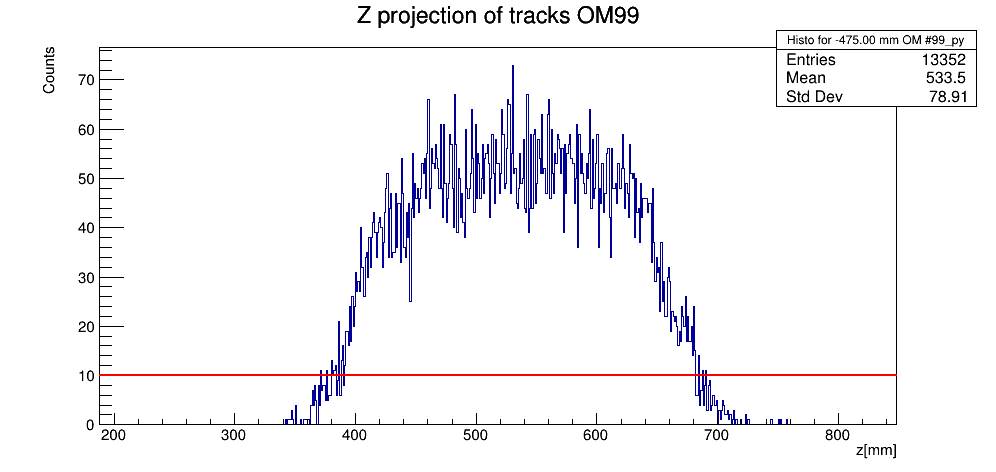 Z projection of tracks OM99
Histo for -475.00 mm OM #99_py
Entries 13352
Mean 533.5
Std Dev 78.91
Counts
70
60
50
40
30
20
10
0
200 300 400 500 600 700 800
z[mm]